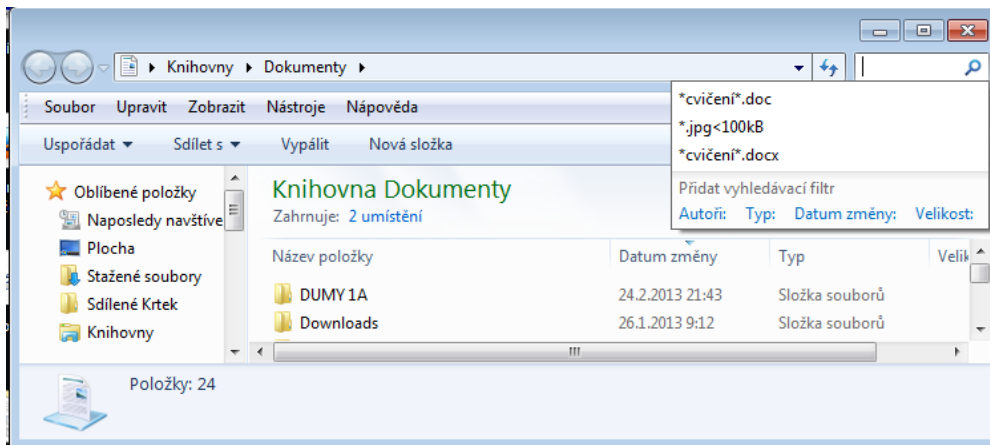 Knihovny Dokumenty
Soubor Upravit Zobrazit Nástroje Nápověda
Uspořádat Sdílet s Vypálit Nová složka
*cvičení*.doc
*.jpg<100kB
*cvičení*.docx
Přidat vyhledávací filtr
Autoři: Typ: Datum změny: Velikost:
Oblíbené položky
Naposledy navštíve
Plocha
Stažené soubory
Sdílené Krtek
Knihovny
Knihovna Dokumenty
Zahrnuje: 2 umístění
Název položky Datum změny Typ Velik
DUMY 1A 24.2.2013 21:43 Složka souborů
Downloads 26.1.2013 9:12 Složka souborů
Položky: 24